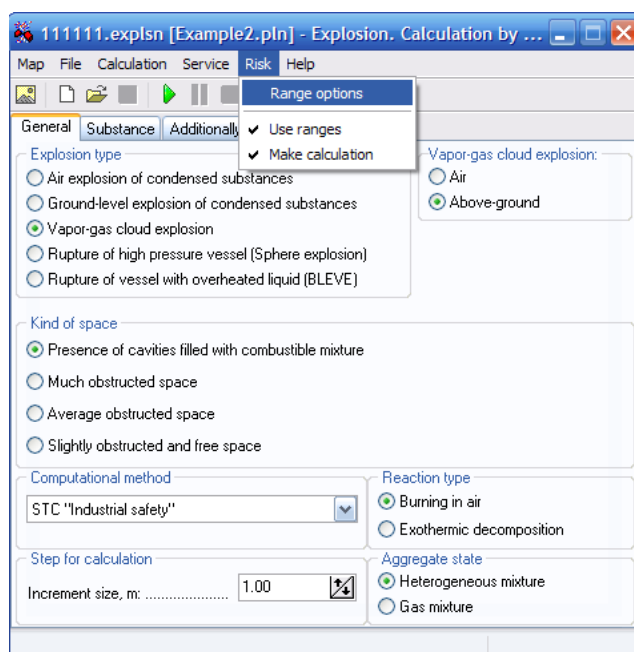 111111.explsn [Example2.pln] - Explosion. Calculation by ...
Map File Calculation Service Risk Help
Range options
Use ranges
Make calculation
General Substance Additionally
Explosion type
Air explosion of condensed substances
Ground-level explosion of condensed substances
Vapor-gas cloud explosion
Rupture of high pressure vessel (Sphere explosion)
Rupture of vessel with overheated liquid (BLEVE)
Vapor-gas cloud explosion:
Air
Above-ground
Kind of space
Presence of cavities filled with combustible mixture
Much obstructed space
Average obstructed space
Slightly obstructed and free space
Computational method
STC "Industrial safety"
Reaction type
Burning in air
Exothermic decomposition
Step for calculation
Increment size, m: ..................... 1.00
Aggregate state
Heterogeneous mixture
Gas mixture